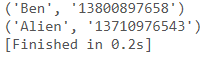 ('Ben', '13800897658')
('Alien', '13710976543')
[Finished in 0.2s]